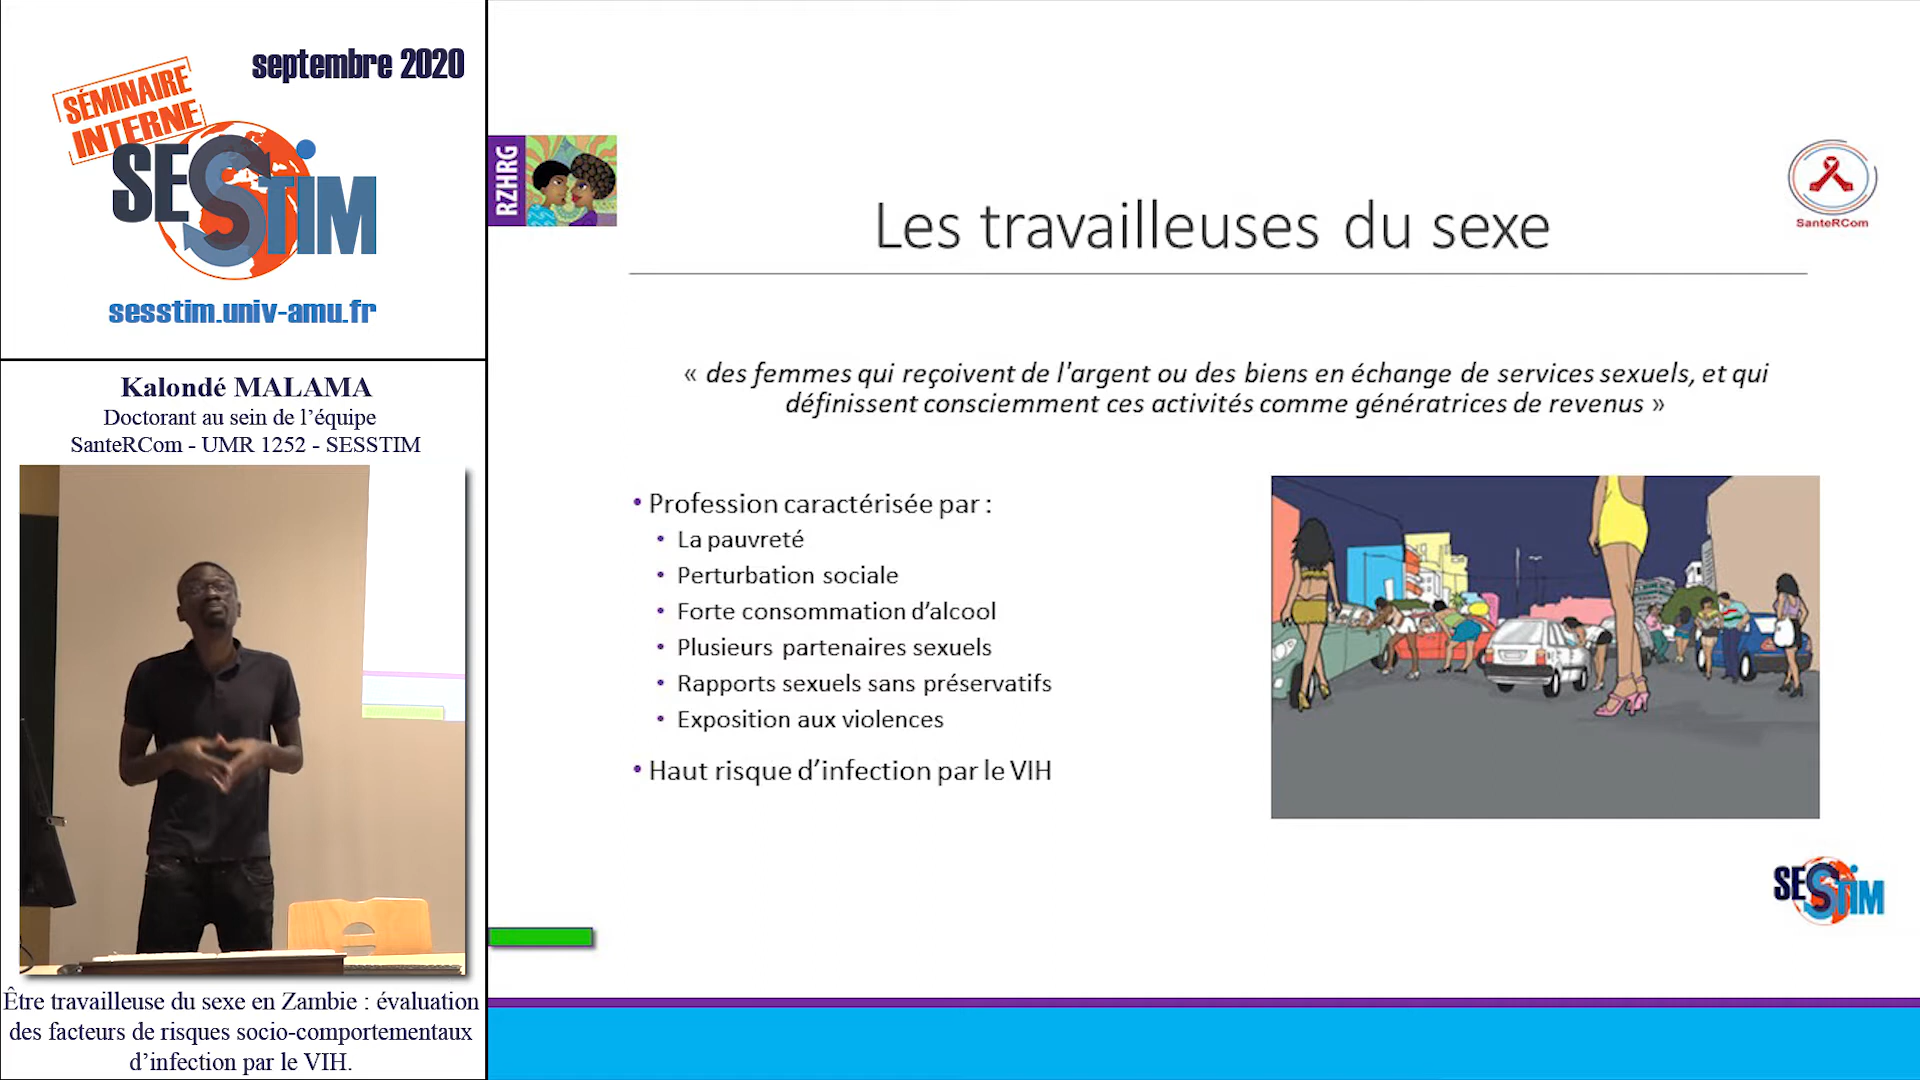 septembre 2020
SÉMINAIRE
INTERNE
SESSTIM
sesstim.univ-amu.fr
Kalondé MALAMA
Doctorant au sein de l’équipe
SanteRCom - UMR 1252 - SESSTIM
Être travailleuse du sexe en Zambie : évaluation
des facteurs de risques socio-comportementaux
d’infection par le VIH.
RZHRG
SanteRCom
Les travailleuses du sexe
« des femmes qui reçoivent de l'argent ou des biens en échange de services sexuels, et qui
définissent consciemment ces activités comme génératrices de revenus »
• Profession caractérisée par :
• La pauvreté
• Perturbation sociale
• Forte consommation d’alcool
• Plusieurs partenaires sexuels
• Rapports sexuels sans préservatifs
• Exposition aux violences
• Haut risque d’infection par le VIH
SESSTIM